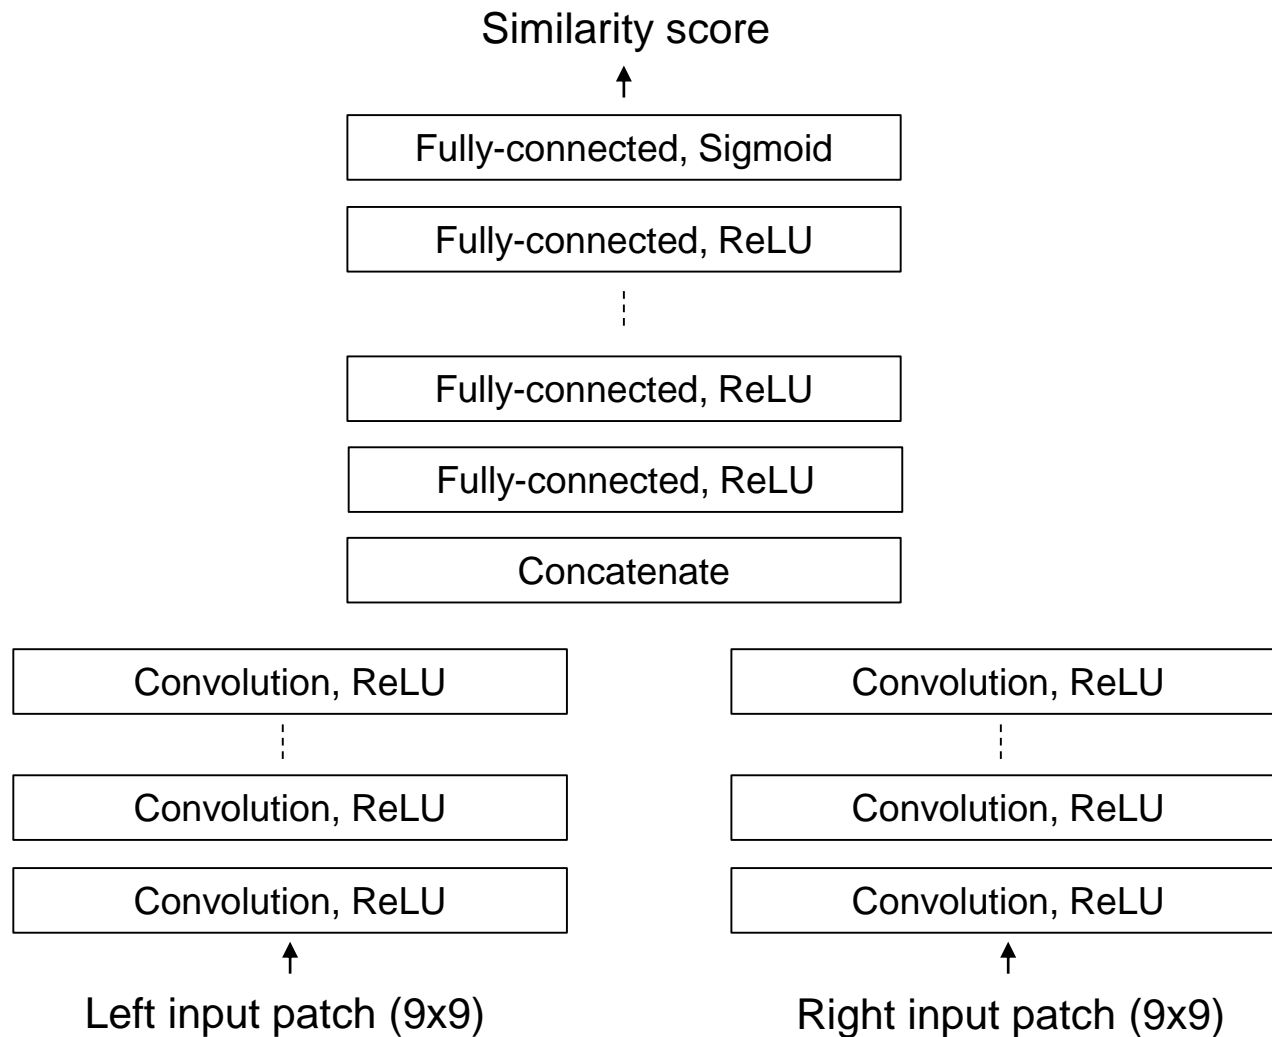 Similarity score
Fully-connected, Sigmoid
Fully-connected, ReLU
Fully-connected, ReLU
Fully-connected, ReLU
Concatenate
Convolution, ReLU
Convolution, ReLU
Convolution, ReLU
Convolution, ReLU
Convolution, ReLU
Convolution, ReLU
Left input patch (9x9)
Right input patch (9x9)